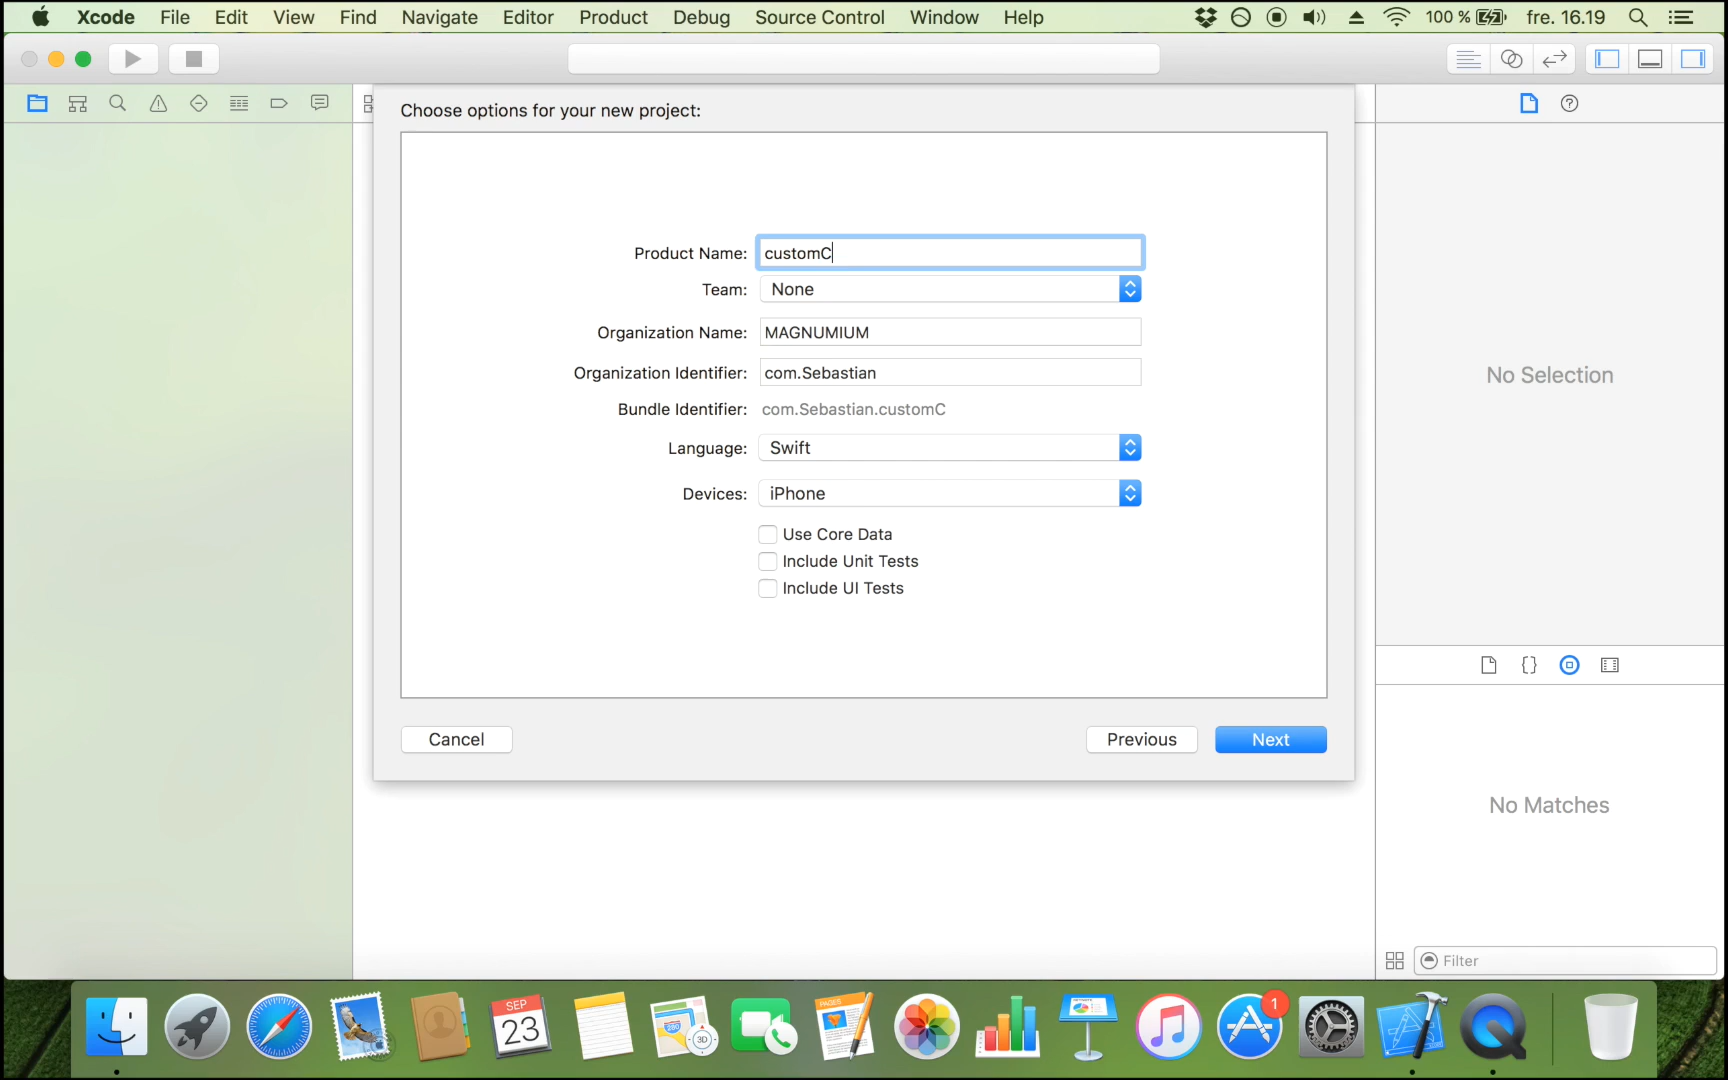 Xcode File Edit View Find Navigate Editor Product Debug Source Control Window Help 100 % fre. 16.19
Choose options for your new project:
Product Name: customC
Team: None
Organization Name: MAGNUMIUM
Organization Identifier: com.Sebastian
Bundle Identifier: com.Sebastian.customC
Language: Swift
Devices: iPhone
Use Core Data
Include Unit Tests
Include UI Tests
Cancel Previous Next
No Selection
No Matches
Filter
SEP
23
280
3D
PAGES
1